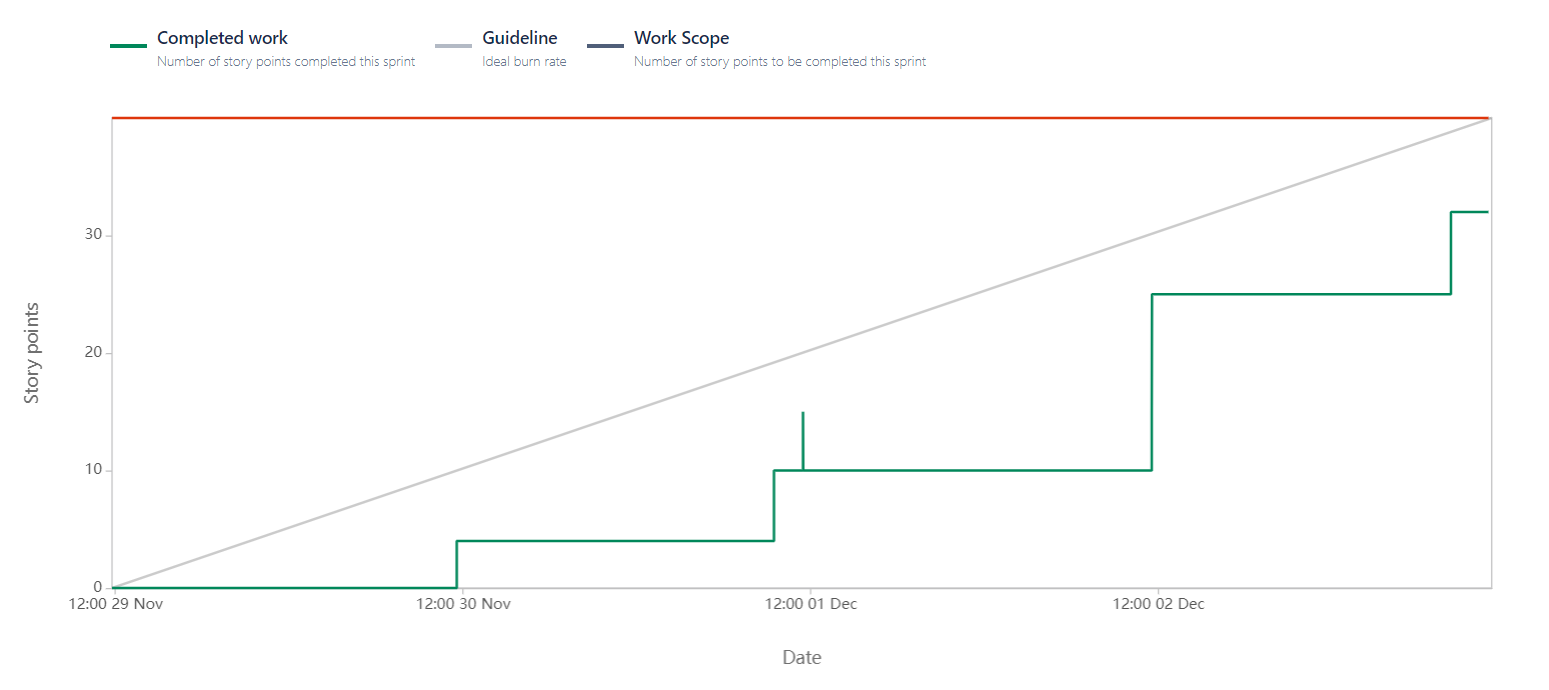 Completed work
Number of story points completed this sprint
Guideline
Ideal burn rate
Work Scope
Number of story points to be completed this sprint
Story points
30
20
10
0
12:00 29 Nov
12:00 30 Nov
12:00 01 Dec
12:00 02 Dec
Date